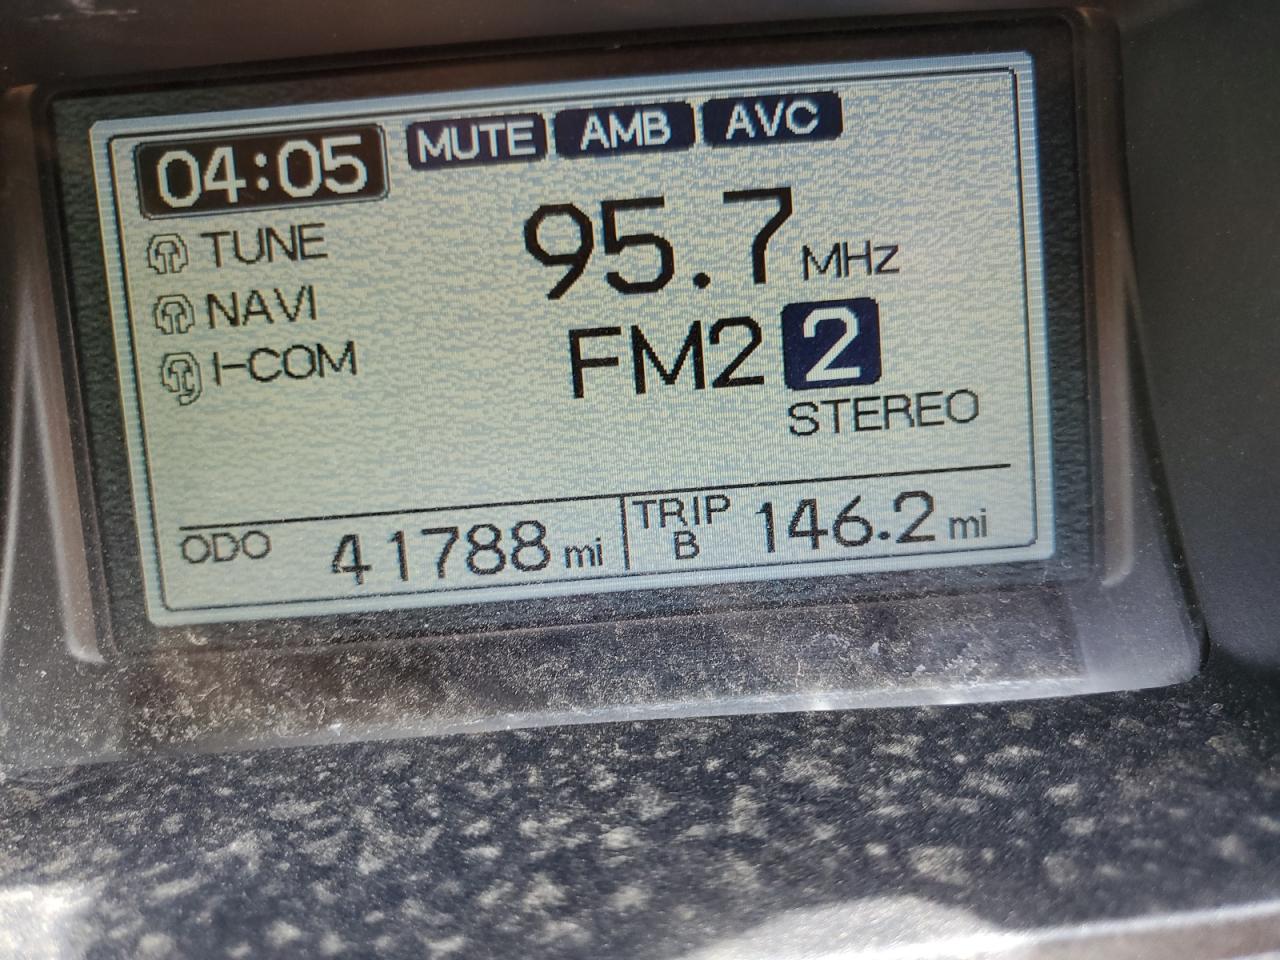 04:05 MUTE AMB AVC
TUNE
NAVI
I-COM
95.7 MHz
FM2 2
STEREO
ODO 41788 mi TRIP B 146.2 mi